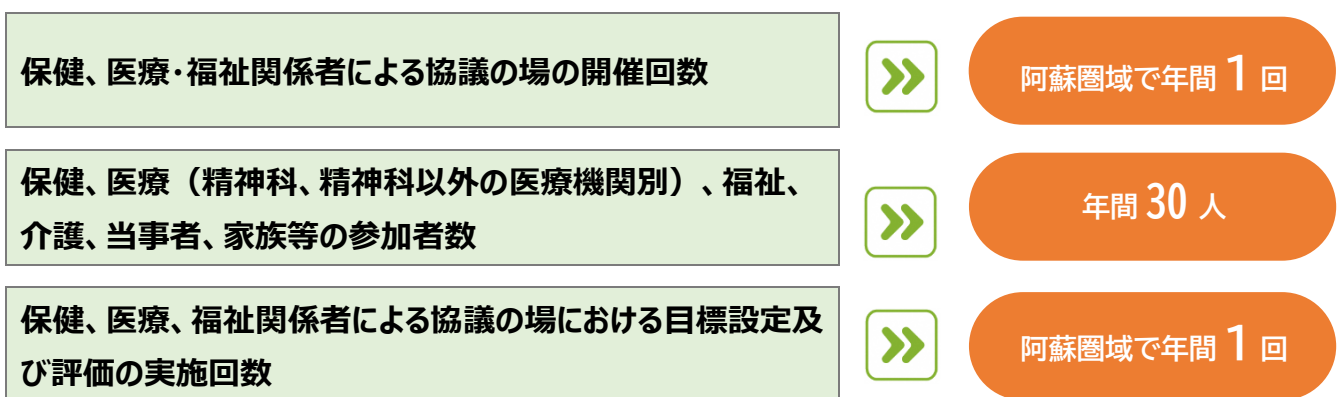 保健、医療・福祉関係者による協議の場の開催回数
阿蘇圏域で年間 1 回
保健、医療（精神科、精神科以外の医療機関別）、福祉、
介護、当事者、家族等の参加者数
年間 30 人
保健、医療、福祉関係者による協議の場における目標設定及
び評価の実施回数
阿蘇圏域で年間 1 回